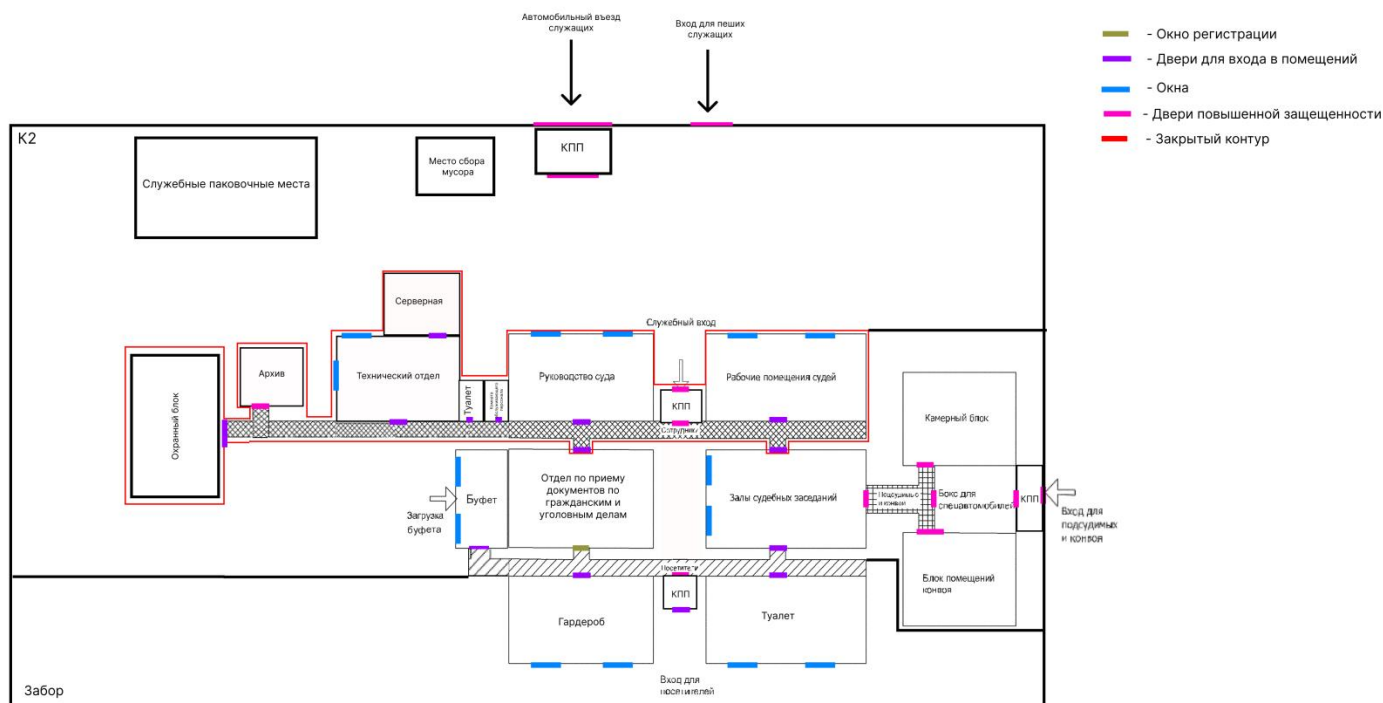 Автомобильный въезд
служащих
Вход для пеших
служащих
- Окно регистрации
- Двери для входа в помещений
- Окна
- Двери повышенной защещенности
- Закрытый контур
К2
Служебные паковочные места
Место сбора
мусора
КПП
Серверная
Служебный вход
Архив
Технический отдел
Туалет
Руководство суда
КПП
Рабочие помещения судей
Охранный блок
Сотрудники
Камерный блок
Буфет
Загрузка
буфета
Отдел по приему
документов по
гражданским и
уголовным делам
Залы судебных заседаний
Подсудимые
и конвой
Бокс для
спецавтомобилей
КПП
Вход для
подсудимых
и конвоя
Посетители
Блок помещений
конвоя
Гардероб
КПП
Туалет
Вход для
посетителей
Забор